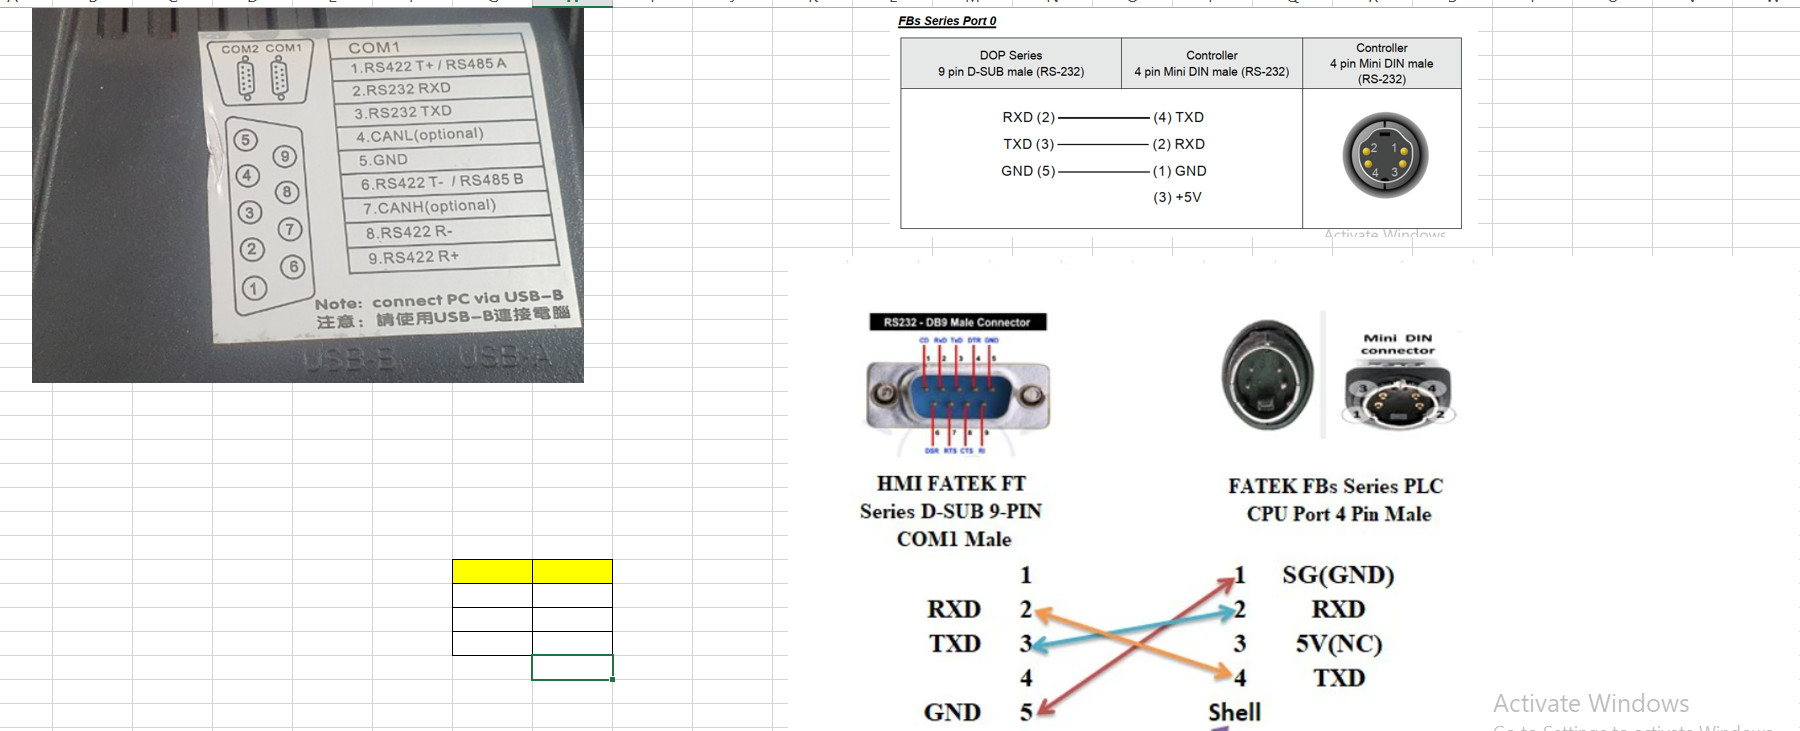 COM2 COM1
COM1
1.RS422 T+ / RS485 A
2.RS232 RXD
3.RS232 TXD
4.CANL(optional)
5.GND
6.RS422 T- / RS485 B
7.CANH(optional)
8.RS422 R-
9.RS422 R+
5
9
4
8
3
7
2
6
1
Note: connect PC via USB-B
注意：請使用USB-B連接電腦
USB-B USB-A
FBs Series Port 0
DOP Series
9 pin D-SUB male (RS-232)
Controller
4 pin Mini DIN male (RS-232)
Controller
4 pin Mini DIN male
(RS-232)
RXD (2) (4) TXD
TXD (3) (2) RXD
GND (5) (1) GND
(3) +5V
2 1
4 3
Activate Windows
RS232 - DB9 Male Connector
CD RxD TxD DTR GND
1 2 3 4 5
6 7 8 9
DSR RTS CTS RI
Mini DIN
connector
3 4
1 2
HMI FATEK FT
Series D-SUB 9-PIN
COM1 Male
FATEK FBs Series PLC
CPU Port 4 Pin Male
1 1 SG(GND)
RXD 2 2 RXD
TXD 3 3 5V(NC)
4 4 TXD
GND 5 Shell
Activate Windows